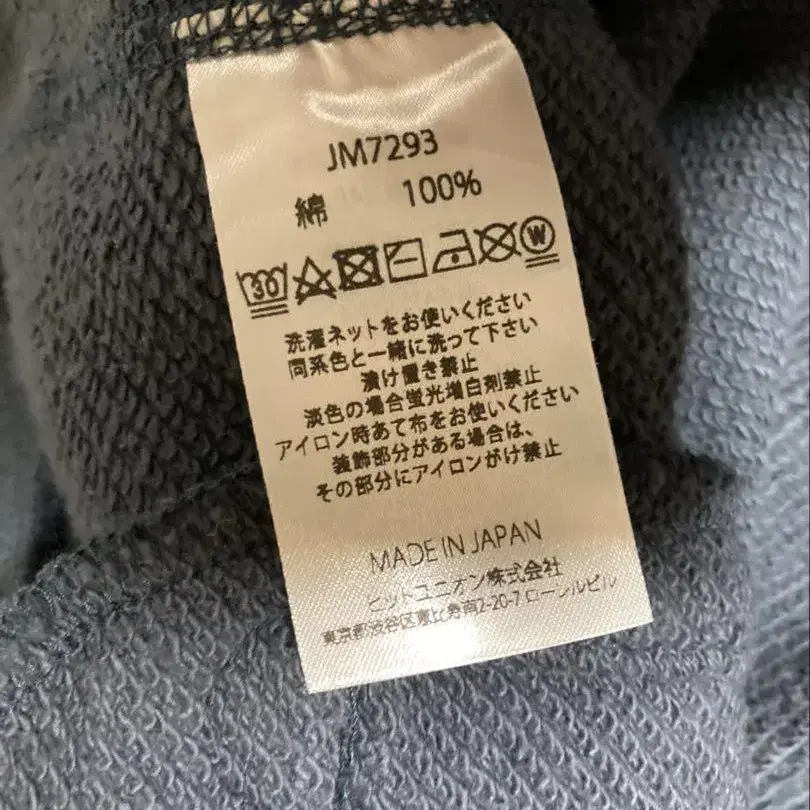 JM7293
綿 100%
30 W
洗濯ネットをお使いください
同系色と一緒に洗って下さい
漬け置き禁止
淡色の場合蛍光増白剤禁止
アイロン時あて布をお使いください
装飾部分がある場合は、
その部分にアイロンがけ禁止
MADE IN JAPAN
ヒットユニオン株式会社
東京都渋谷区恵比寿南2-20-7 ローレルビル